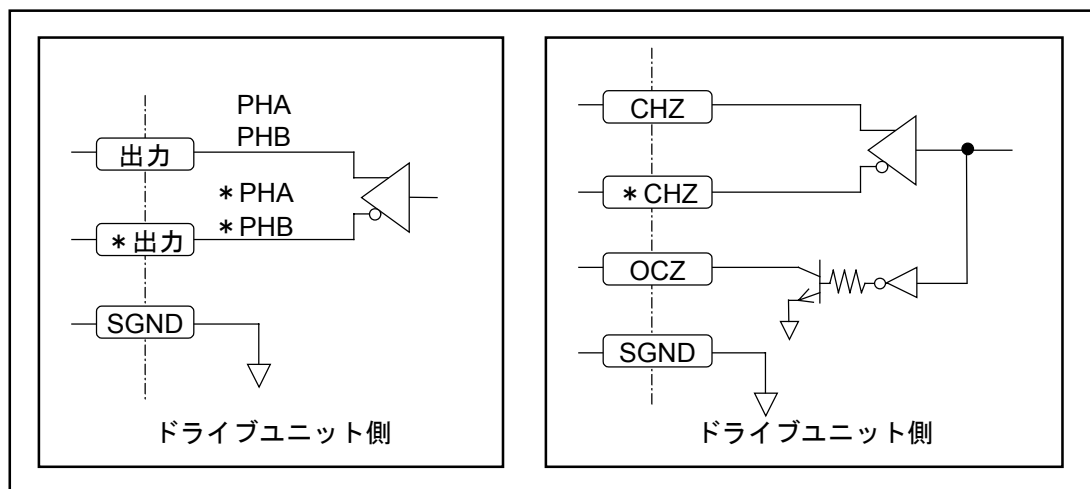 PHA
PHB
出力
*PHA
*PHB
*出力
SGND
ドライブユニット側
CHZ
*CHZ
OCZ
SGND
ドライブユニット側